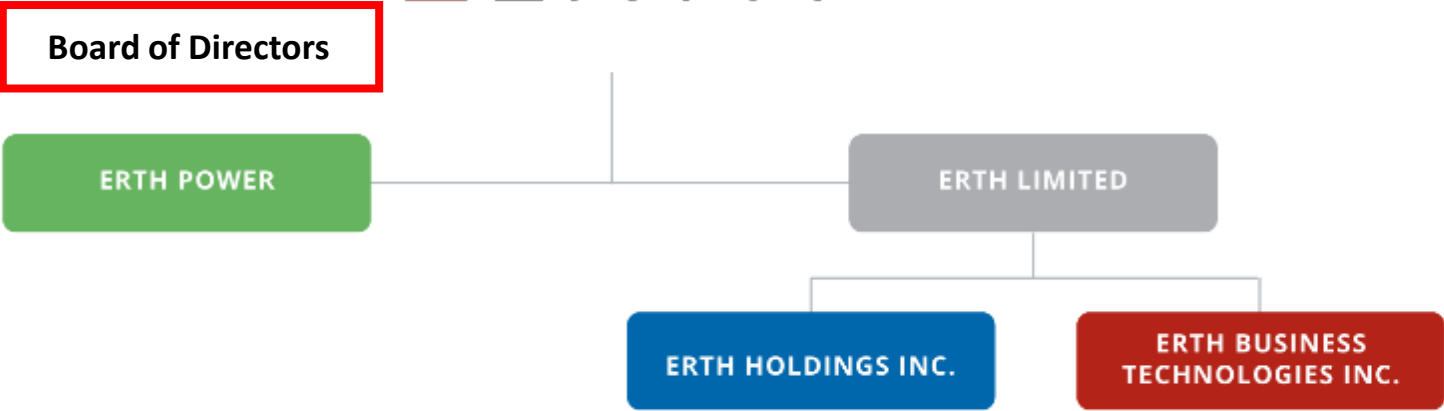 Board of Directors
ERTH POWER
ERTH LIMITED
ERTH HOLDINGS INC.
ERTH BUSINESS
TECHNOLOGIES INC.